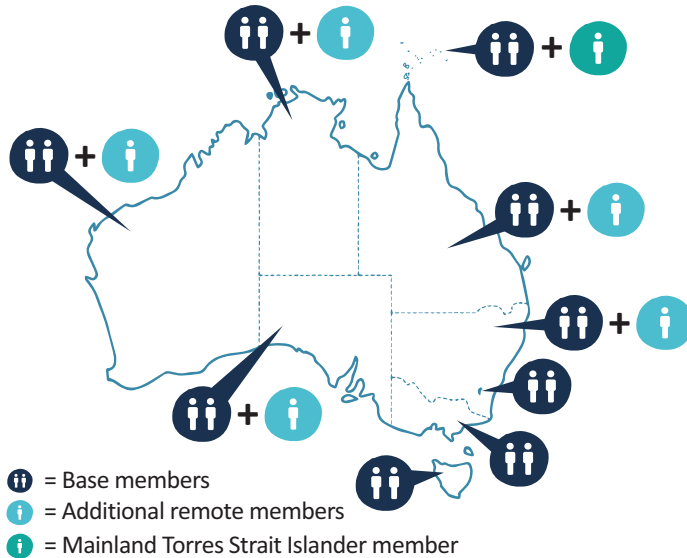 +
+
+
+
+
+
= Base members
= Additional remote members
= Mainland Torres Strait Islander member